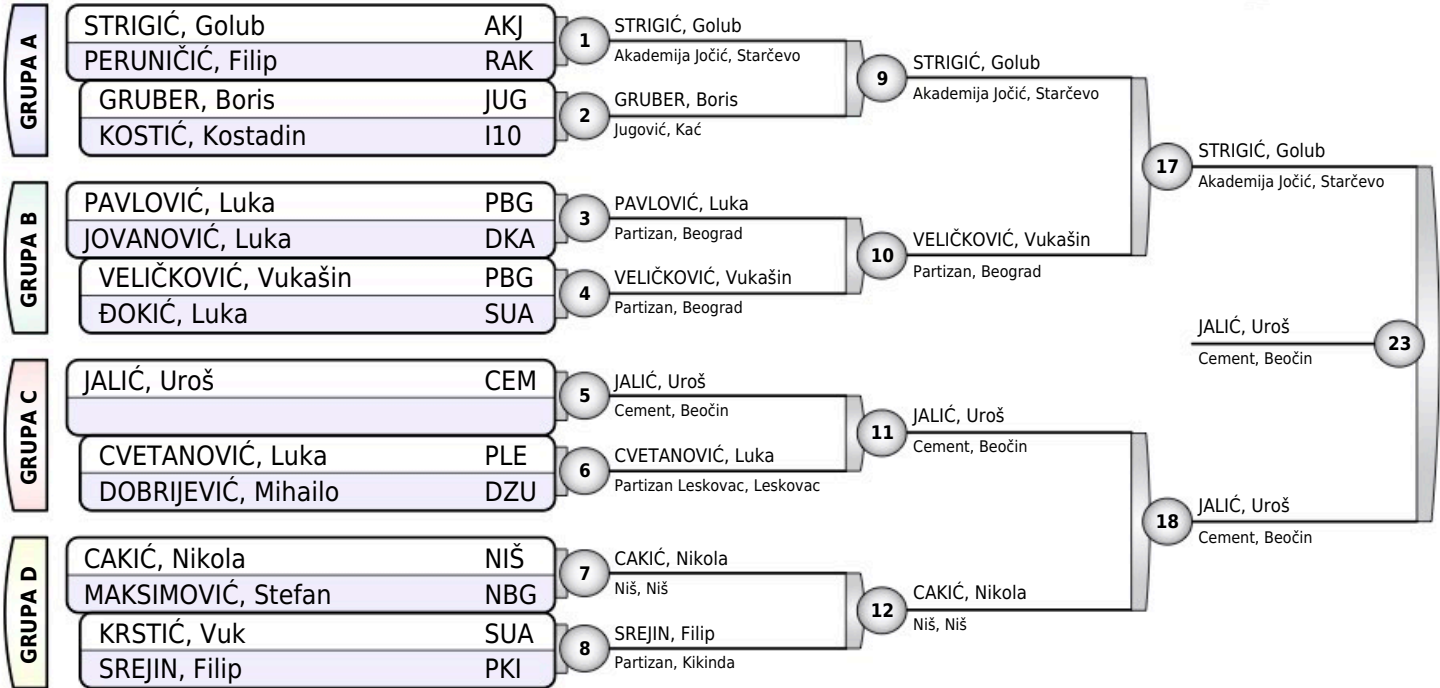 GRUPA A
STRIGIĆ, Golub AKJ
PERUNIČIĆ, Filip RAK
GRUBER, Boris JUG
KOSTIĆ, Kostadin I10
GRUPA B
PAVLOVIĆ, Luka PBG
JOVANOVIĆ, Luka DKA
VELIČKOVIĆ, Vukašin PBG
ĐOKIĆ, Luka SUA
GRUPA C
JALIĆ, Uroš CEM
CVETANOVIĆ, Luka PLE
DOBRIJEVIĆ, Mihailo DZU
GRUPA D
CAKIĆ, Nikola NIŠ
MAKSIMOVIĆ, Stefan NBG
KRSTIĆ, Vuk SUA
SREJIN, Filip PKI
1
STRIGIĆ, Golub
Akademija Jočić, Starčevo
2
GRUBER, Boris
Jugović, Kać
3
PAVLOVIĆ, Luka
Partizan, Beograd
4
VELIČKOVIĆ, Vukašin
Partizan, Beograd
5
JALIĆ, Uroš
Cement, Beočin
6
CVETANOVIĆ, Luka
Partizan Leskovac, Leskovac
7
CAKIĆ, Nikola
Niš, Niš
8
SREJIN, Filip
Partizan, Kikinda
9
STRIGIĆ, Golub
Akademija Jočić, Starčevo
10
VELIČKOVIĆ, Vukašin
Partizan, Beograd
11
JALIĆ, Uroš
Cement, Beočin
12
CAKIĆ, Nikola
Niš, Niš
17
STRIGIĆ, Golub
Akademija Jočić, Starčevo
18
JALIĆ, Uroš
Cement, Beočin
JALIĆ, Uroš
Cement, Beočin
23